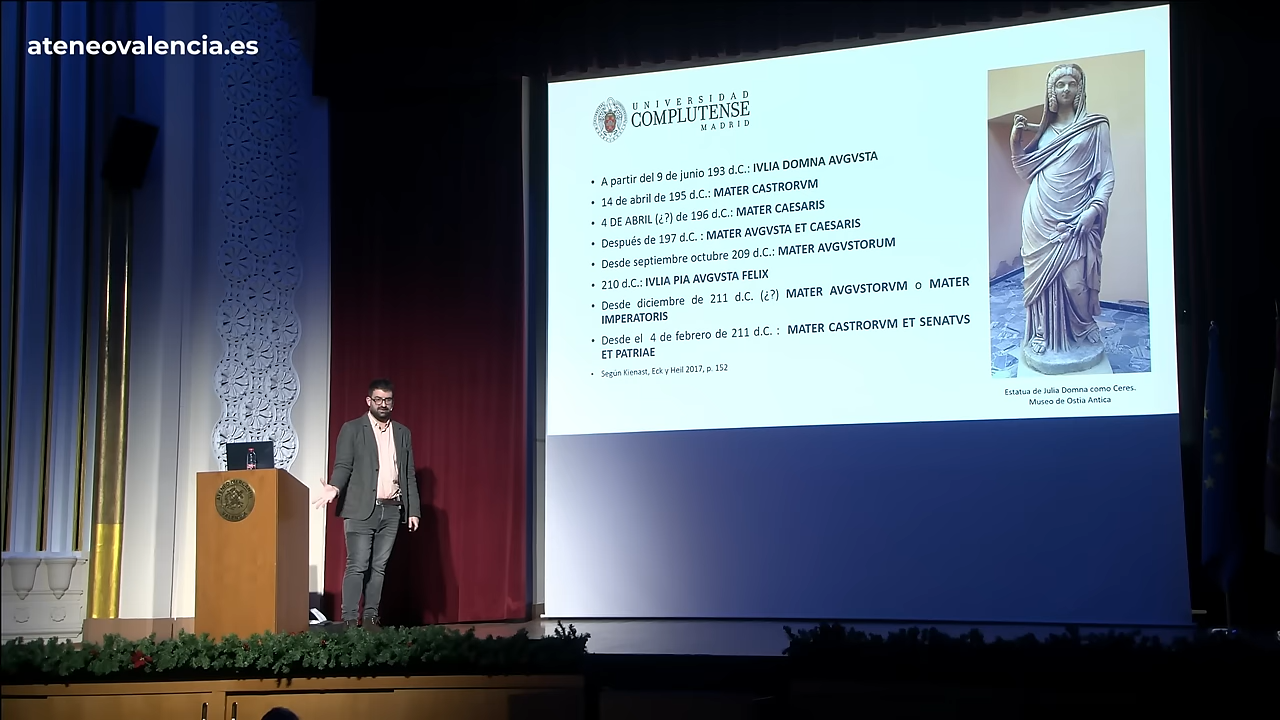 ateneovalencia.es
UNIVERSIDAD
COMPLUTENSE
MADRID
• A partir del 9 de junio 193 d.C.: IVLIA DOMNA AVGVSTA
• 14 de abril de 195 d.C.: MATER CASTRORVM
• 4 DE ABRIL (¿?) de 196 d.C.: MATER CAESARIS
• Después de 197 d.C. : MATER AVGVSTA ET CAESARIS
• Desde septiembre octubre 209 d.C.: MATER AVGVSTORUM
• 210 d.C.: IVLIA PIA AVGVSTA FELIX
• Desde diciembre de 211 d.C. (¿?) MATER AVGVSTORVM o MATER
IMPERATORIS
• Desde el 4 de febrero de 211 d.C. : MATER CASTRORVM ET SENATVS
ET PATRIAE
• Según Kienast, Eck y Heil 2017, p. 152
Estatua de Julia Domna como Ceres.
Museo de Ostia Antica